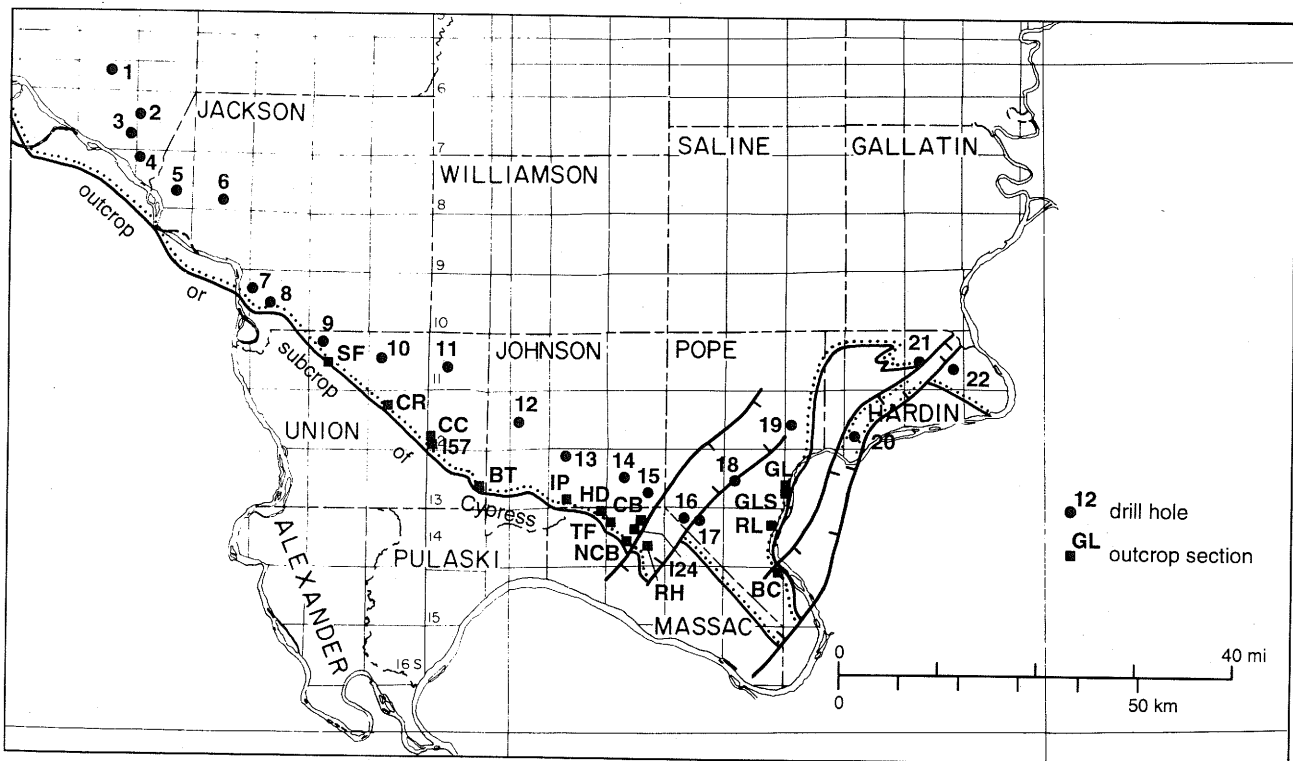 5
1
6
2
JACKSON
3
SALINE
GALLATIN
4
7
WILLIAMSON
5
6
8
outcrop
9
7
or
8
10
9
JOHNSON
POPE
21
SF
10
11
subcrop
11
22
CR
12
HARDIN
UNION
CC
19
2
I57
20
of
13
14
18
BT
IP
15
GL
HD
16
GLS
12
drill hole
13
Cypress
CB
RL
TF
17
GL
outcrop section
14
NCB
PULASKI
I24
BC
ALEXANDER
RH
15
MASSAC
0
40 mi
16 S
0
50 km